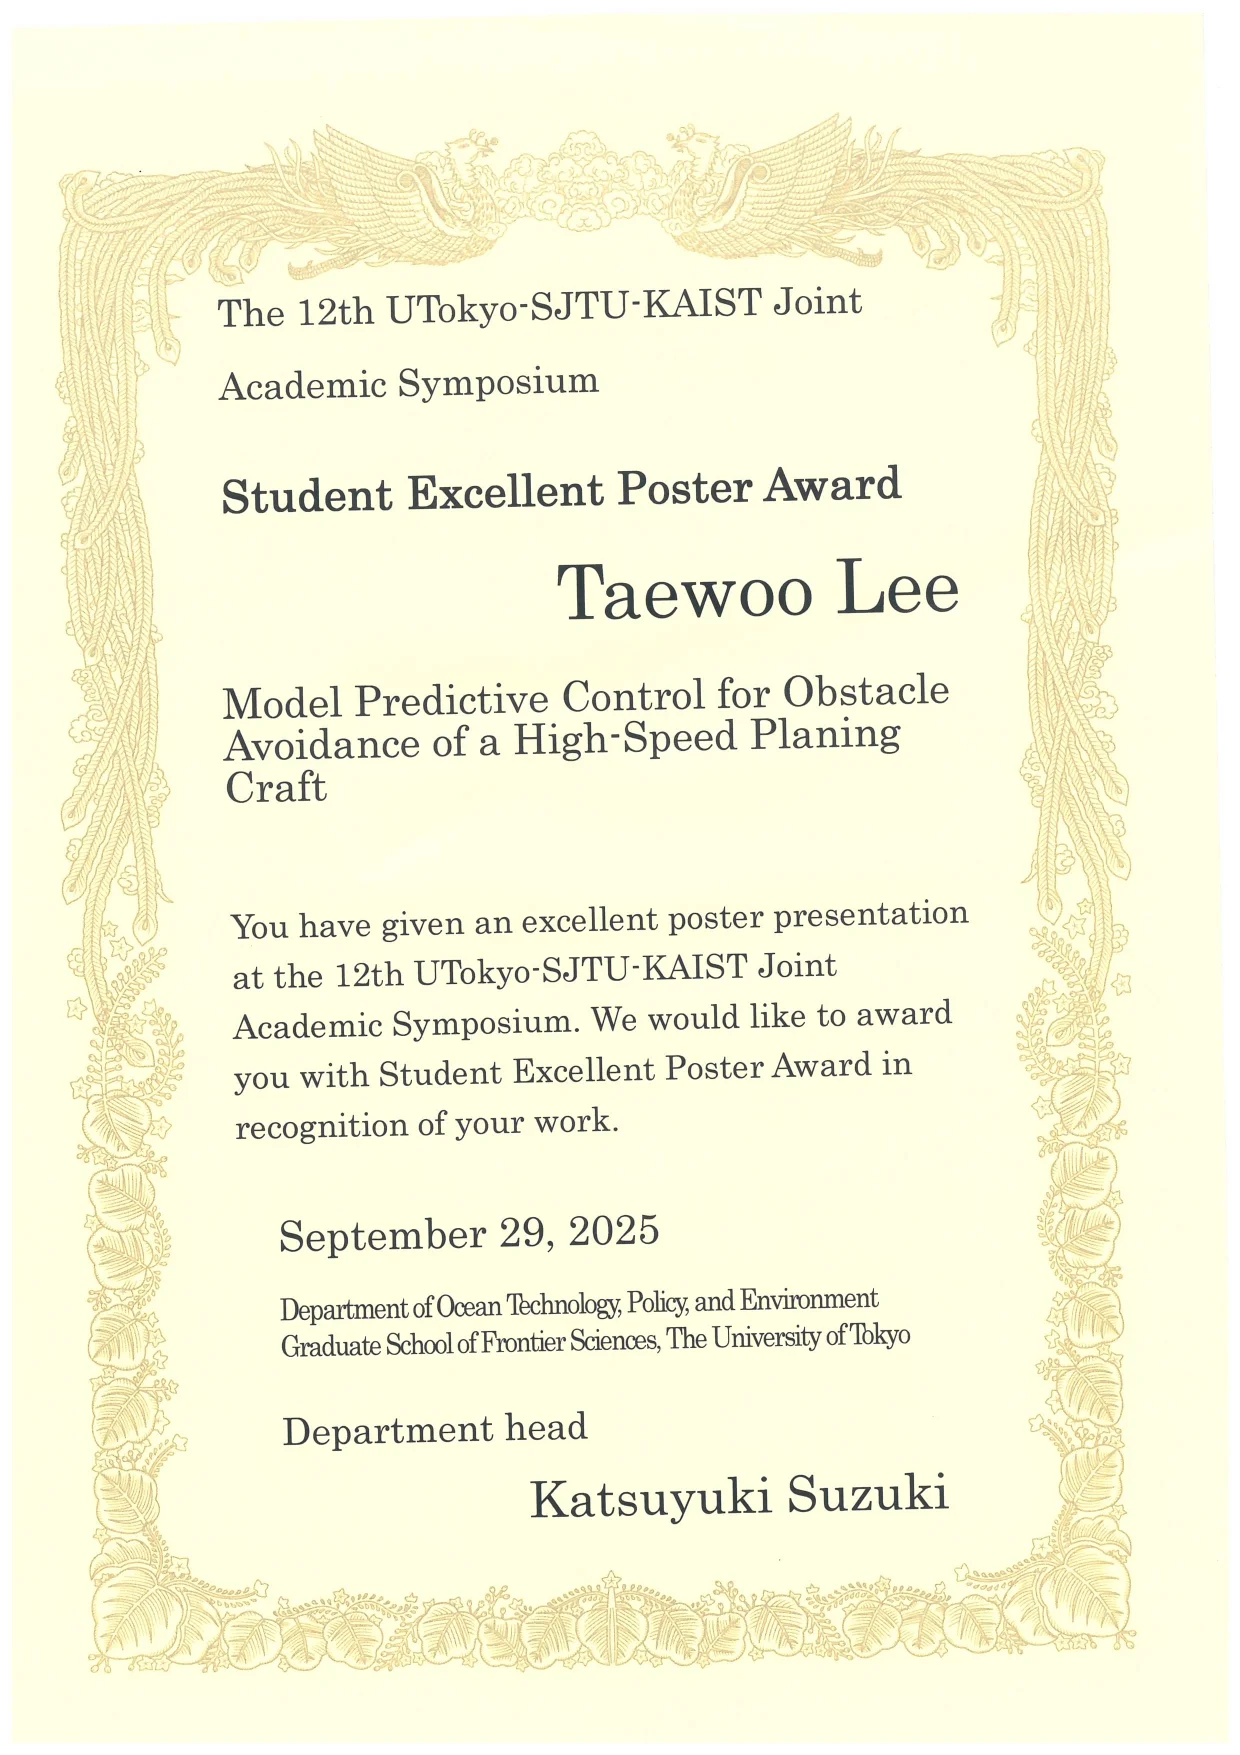 The 12th UTokyo-SJTU-KAIST Joint
Academic Symposium
Student Excellent Poster Award
Taewoo Lee
Model Predictive Control for Obstacle
Avoidance of a High-Speed Planing
Craft
You have given an excellent poster presentation
at the 12th UTokyo-SJTU-KAIST Joint
Academic Symposium. We would like to award
you with Student Excellent Poster Award in
recognition of your work.
September 29, 2025
Department of Ocean Technology, Policy, and Environment
Graduate School of Frontier Sciences, The University of Tokyo
Department head
Katsuyuki Suzuki